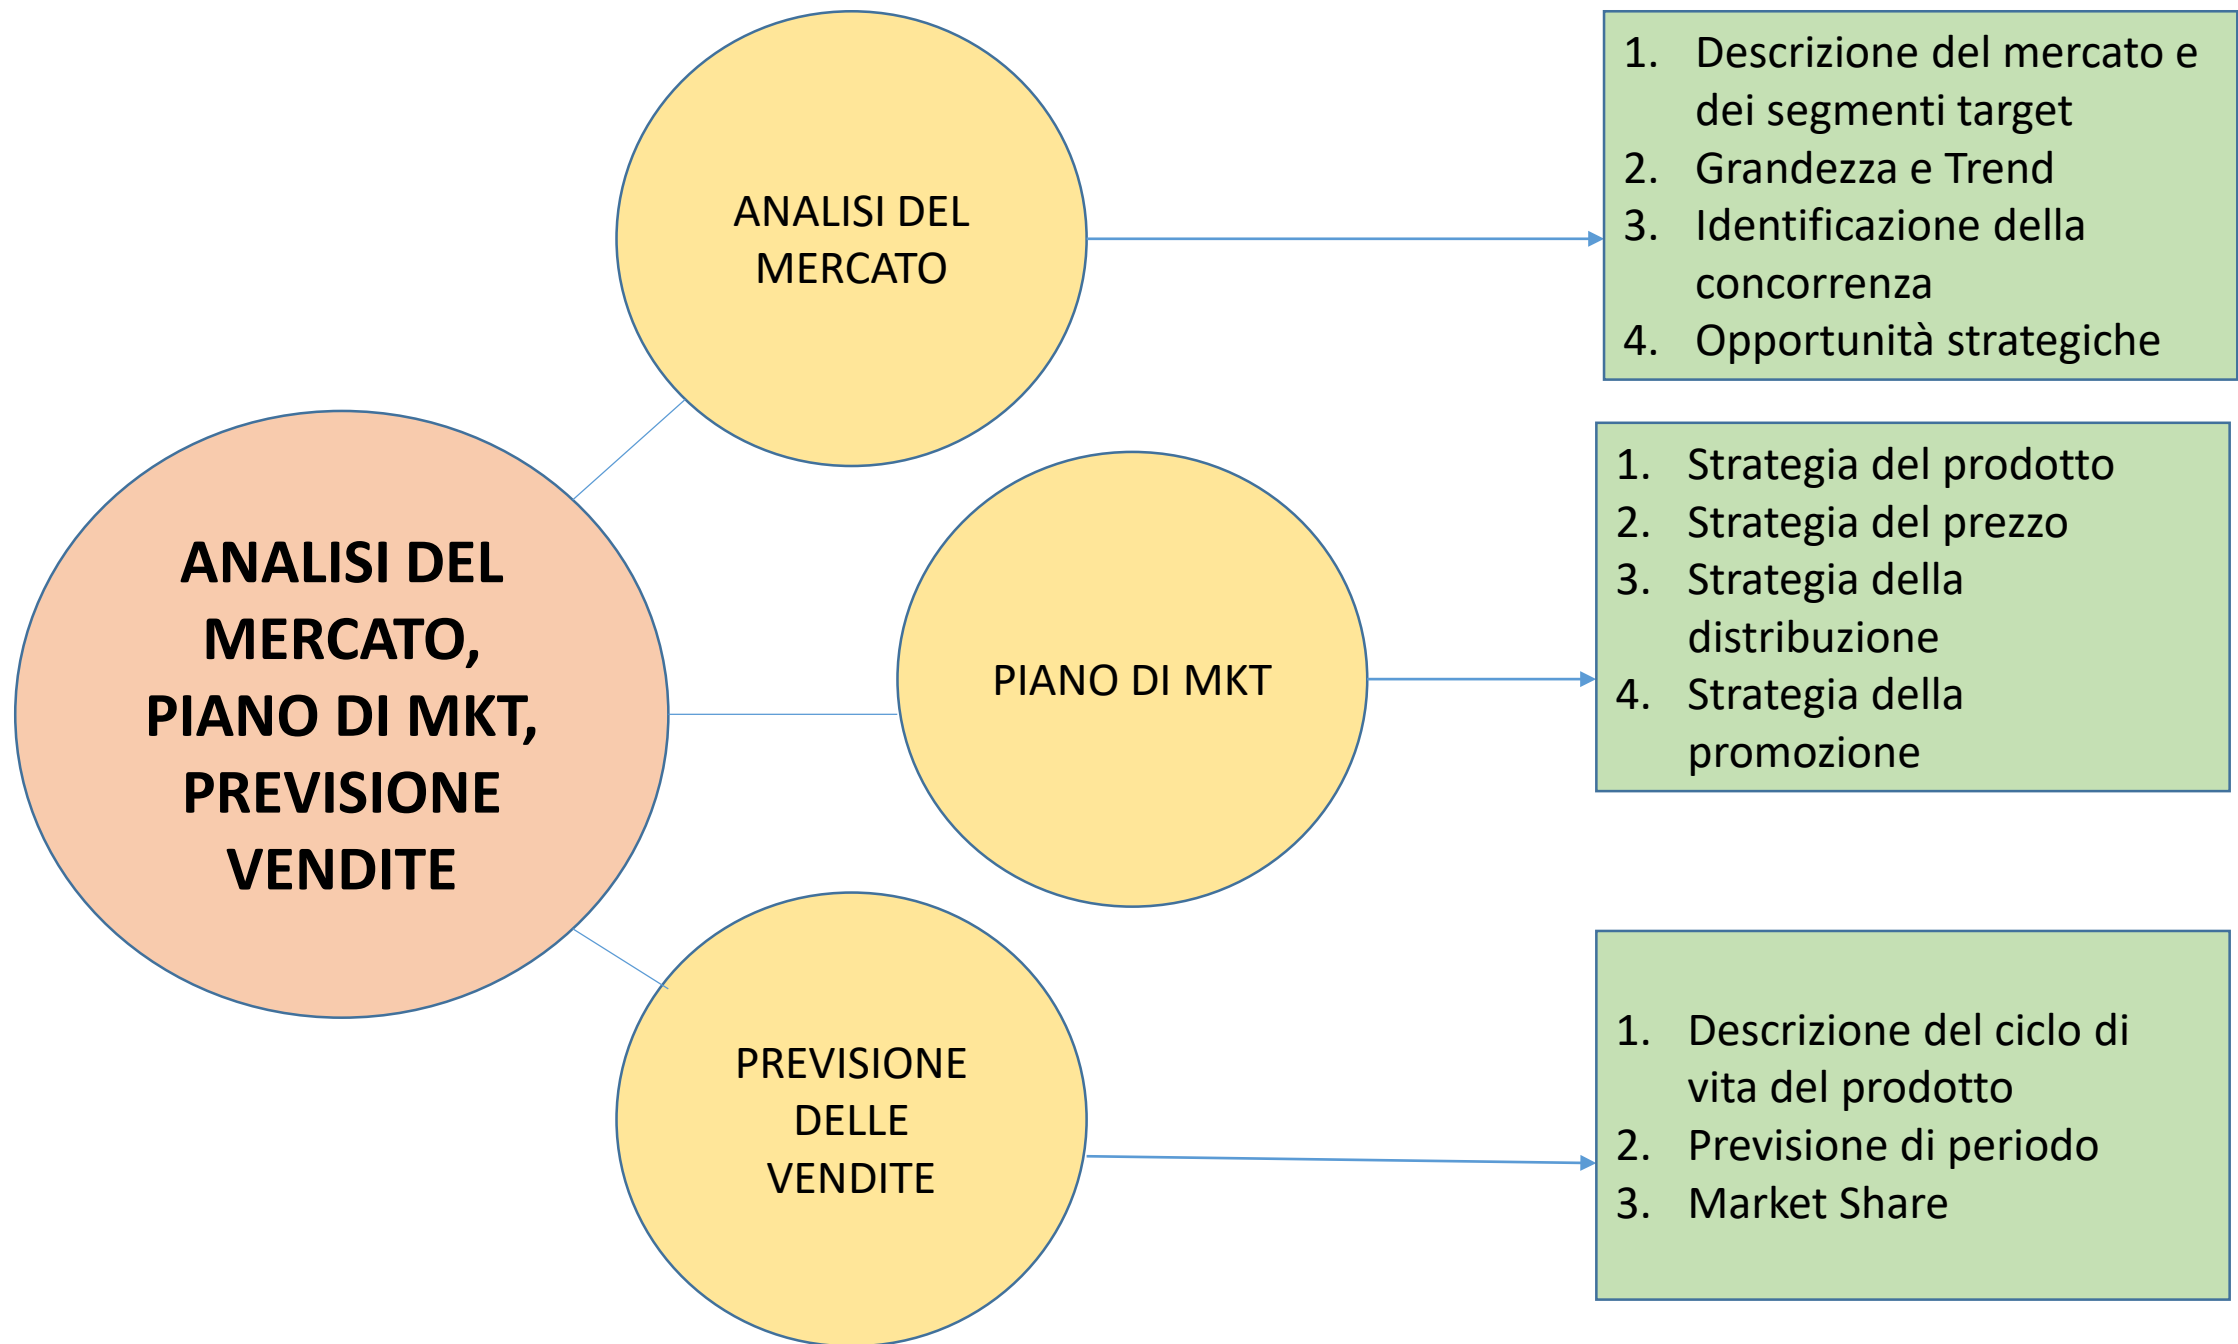 ANALISI DEL
MERCATO,
PIANO DI MKT,
PREVISIONE
VENDITE
ANALISI DEL
MERCATO
1. Descrizione del mercato e
dei segmenti target
2. Grandezza e Trend
3. Identificazione della
concorrenza
4. Opportunità strategiche
PIANO DI MKT
1. Strategia del prodotto
2. Strategia del prezzo
3. Strategia della
distribuzione
4. Strategia della
promozione
PREVISIONE
DELLE
VENDITE
1. Descrizione del ciclo di
vita del prodotto
2. Previsione di periodo
3. Market Share